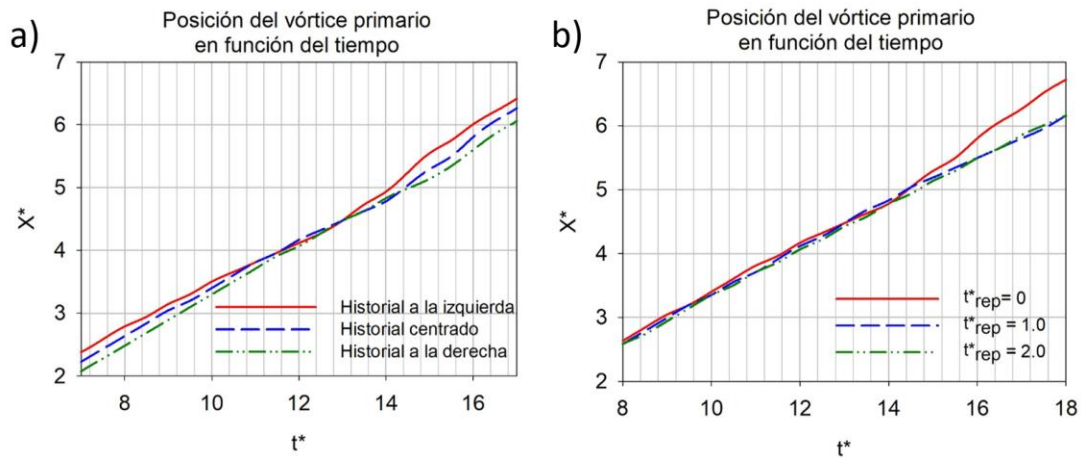 a)
Posición del vórtice primario
en función del tiempo
7
6
5
4
3
2
X*
8 10 12 14 16
t*
Historial a la izquierda
Historial centrado
Historial a la derecha
b)
Posición del vórtice primario
en función del tiempo
7
6
5
4
3
2
X*
8 10 12 14 16 18
t*
t*rep= 0
t*rep = 1.0
t*rep = 2.0